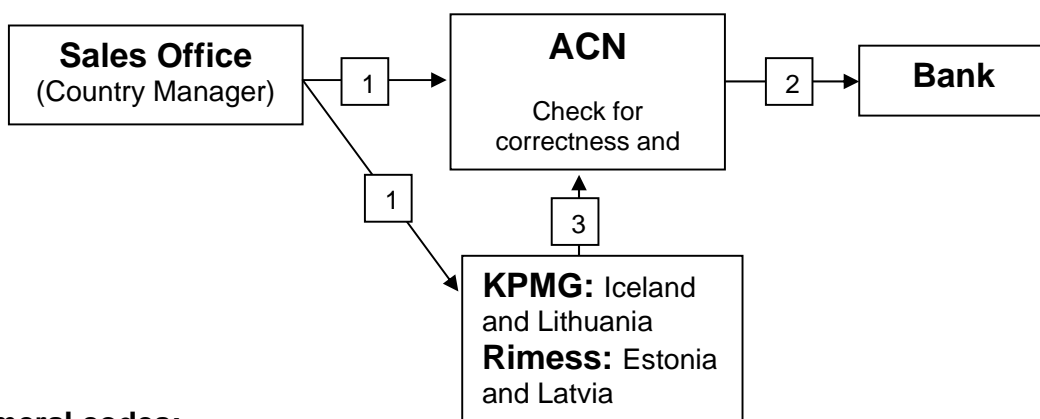 Sales Office
(Country Manager)
1
ACN
Check for
correctness and
2
Bank
1
3
KPMG: Iceland
and Lithuania
Rimess: Estonia
and Latvia
codes: